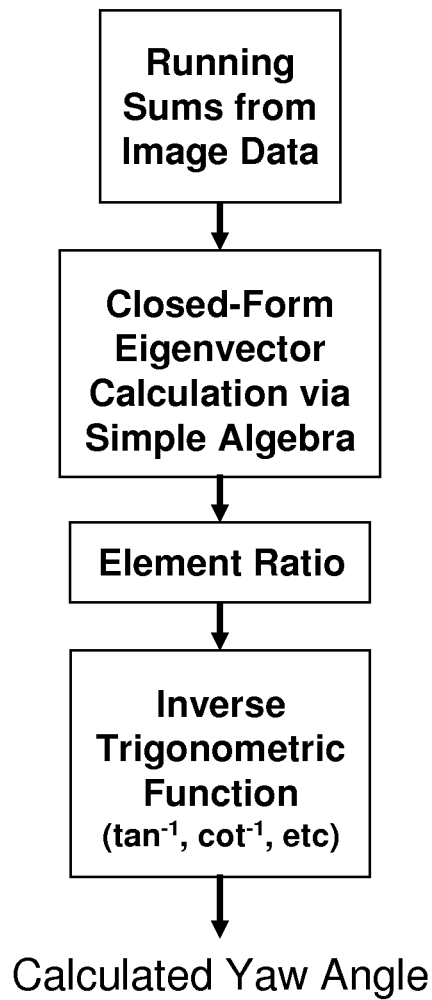 Running
Sums from
Image Data
Closed-Form
Eigenvector
Calculation via
Simple Algebra
Element Ratio
Inverse
Trigonometric
Function
(tan⁻¹, cot⁻¹, etc)
Calculated Yaw Angle